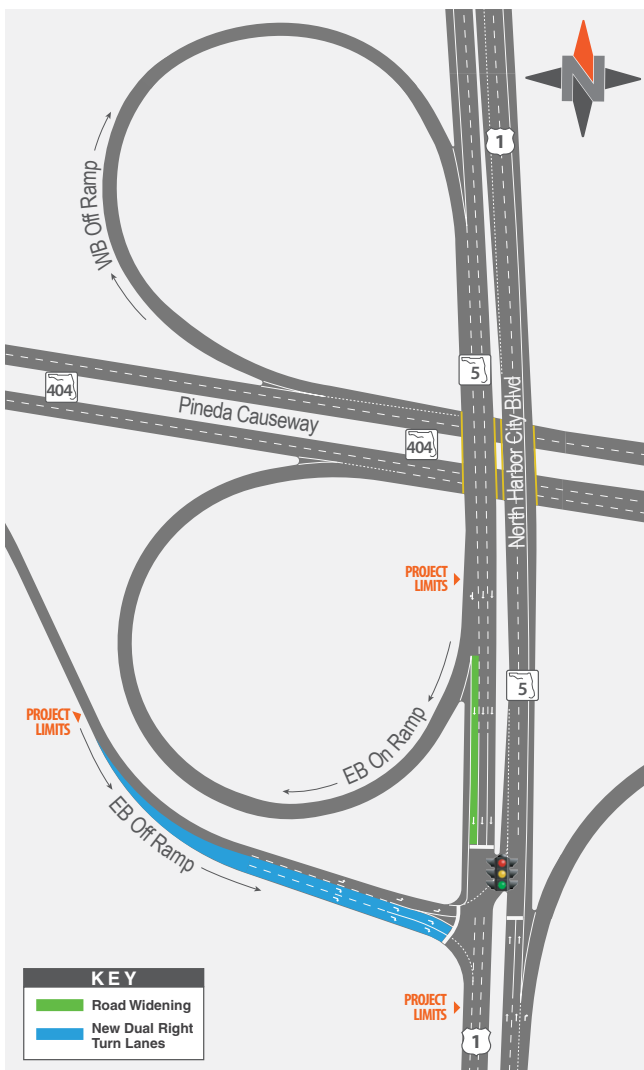 N
1
WB Off Ramp
5
404
Pineda Causeway
404
North Harbor City Blvd
PROJECT
LIMITS
5
PROJECT
LIMITS
EB On Ramp
EB Off Ramp
KEY
Road Widening
New Dual Right
Turn Lanes
PROJECT
LIMITS
1